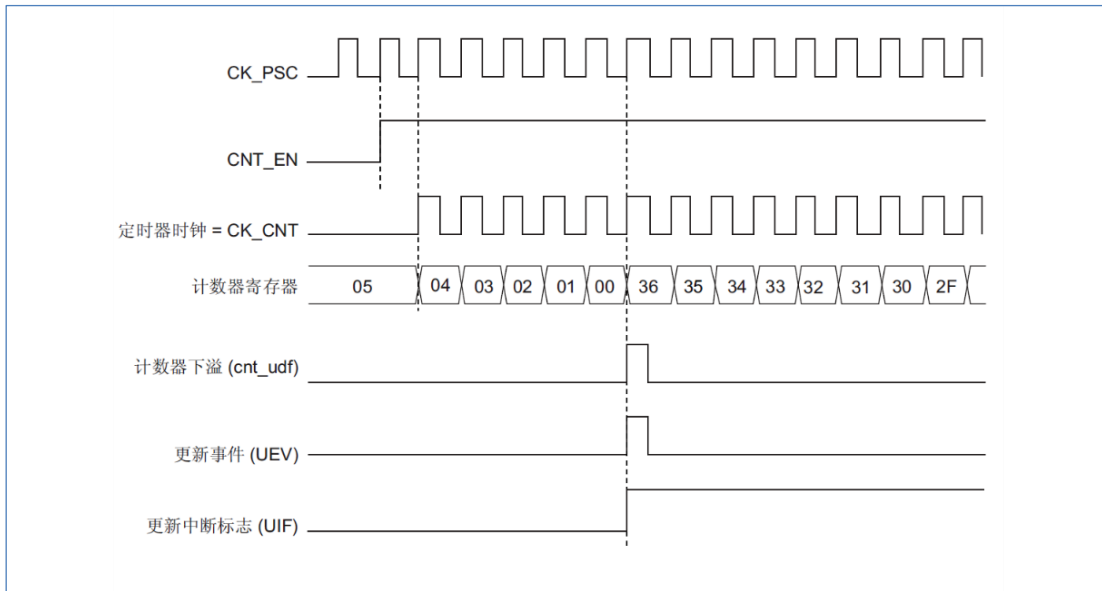 CK_PSC
CNT_EN
定时器时钟 = CK_CNT
计数器寄存器 05 04 03 02 01 00 36 35 34 33 32 31 30 2F
计数器下溢 (cnt_udf)
更新事件 (UEV)
更新中断标志 (UIF)